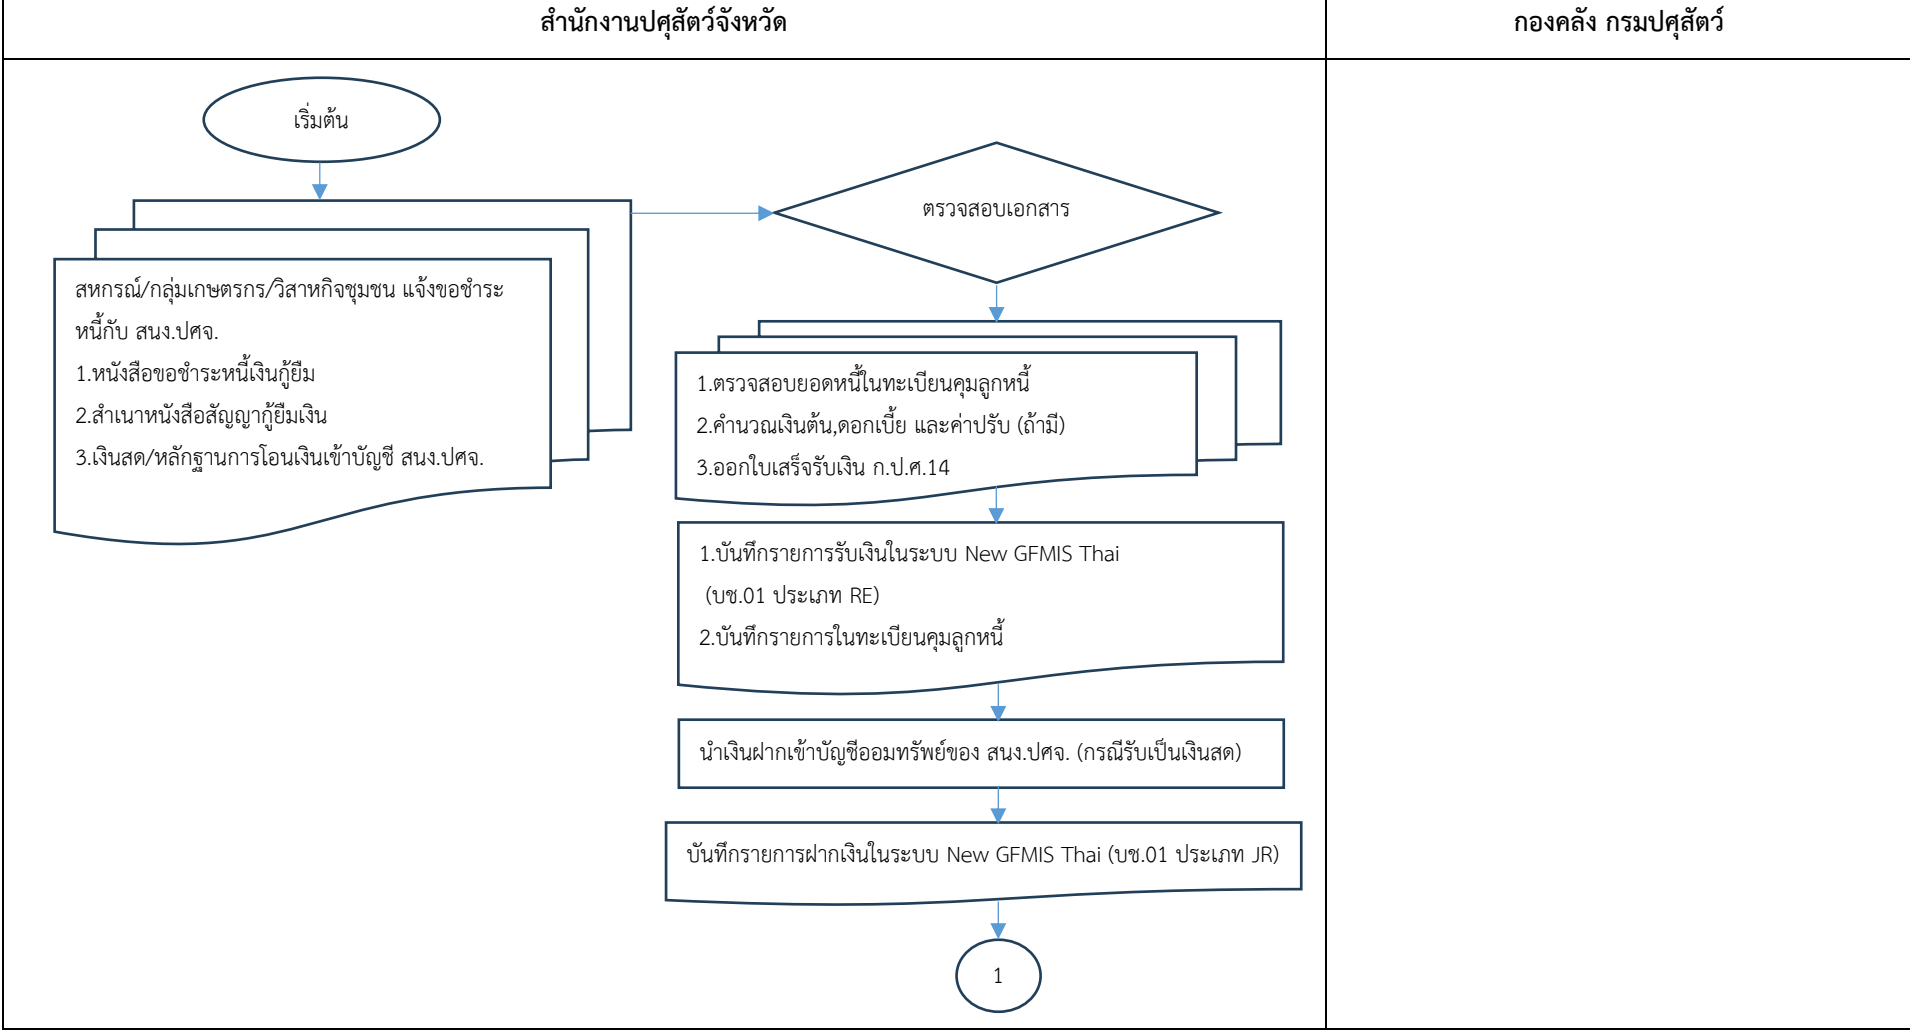 สำนักงานปศุสัตว์จังหวัด
กองคลัง กรมปศุสัตว์
เริ่มต้น
สหกรณ์/กลุ่มเกษตรกร/วิสาหกิจชุมชน แจ้งขอชำระ
หนี้กับ สนง.ปศจ.
1.หนังสือขอชำระหนี้เงินกู้ยืม
2.สำเนาหนังสือสัญญากู้ยืมเงิน
3.เงินสด/หลักฐานการโอนเงินเข้าบัญชี สนง.ปศจ.
ตรวจสอบเอกสาร
1.ตรวจสอบยอดหนี้ในทะเบียนคุมลูกหนี้
2.คำนวณเงินต้น,ดอกเบี้ย และค่าปรับ (ถ้ามี)
3.ออกใบเสร็จรับเงิน ก.ป.ศ.14
1.บันทึกรายการรับเงินในระบบ New GFMIS Thai
(บช.01 ประเภท RE)
2.บันทึกรายการในทะเบียนคุมลูกหนี้
นำเงินฝากเข้าบัญชีออมทรัพย์ของ สนง.ปศจ. (กรณีรับเป็นเงินสด)
บันทึกรายการฝากเงินในระบบ New GFMIS Thai (บช.01 ประเภท JR)
1